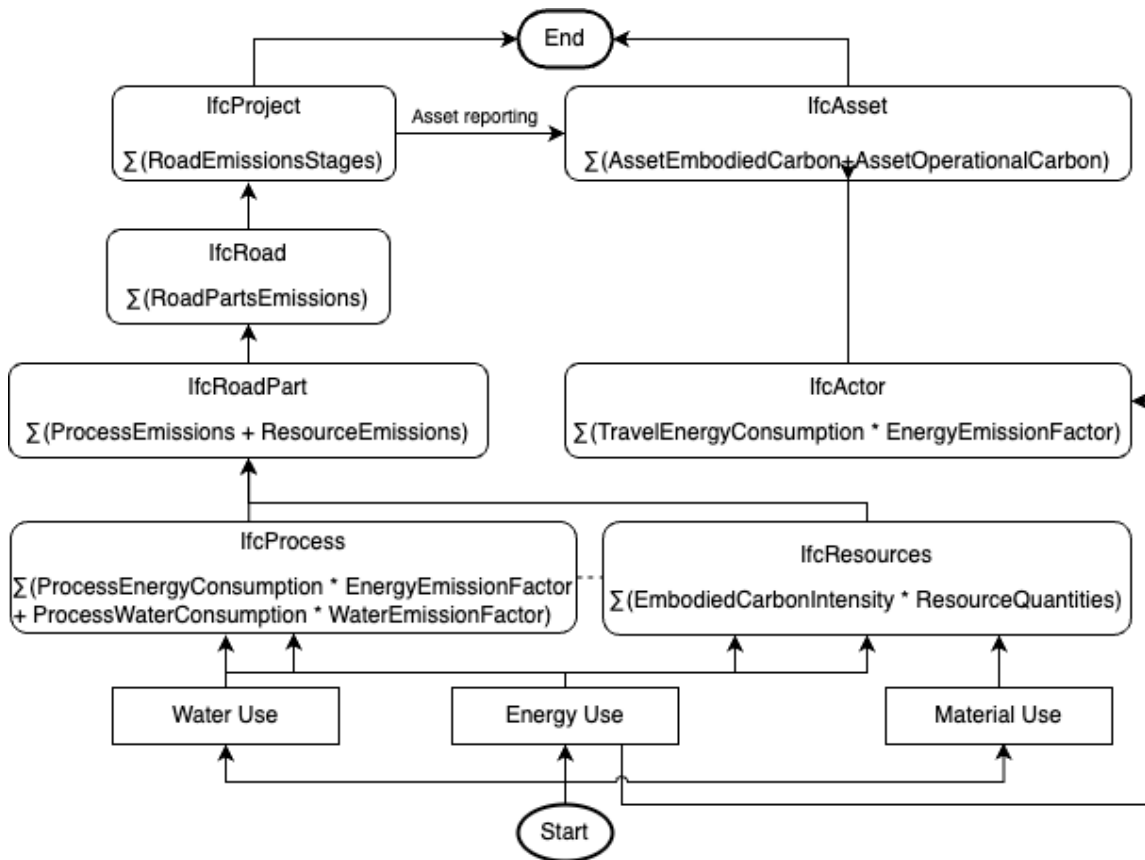 End
IfcProject
∑(RoadEmissionsStages)
Asset reporting
IfcAsset
∑(AssetEmbodiedCarbon+AssetOperationalCarbon)
IfcRoad
∑(RoadPartsEmissions)
IfcRoadPart
∑(ProcessEmissions + ResourceEmissions)
IfcActor
∑(TravelEnergyConsumption * EnergyEmissionFactor)
IfcProcess
∑(ProcessEnergyConsumption * EnergyEmissionFactor
+ ProcessWaterConsumption * WaterEmissionFactor)
IfcResources
∑(EmbodiedCarbonIntensity * ResourceQuantities)
Water Use
Energy Use
Material Use
Start